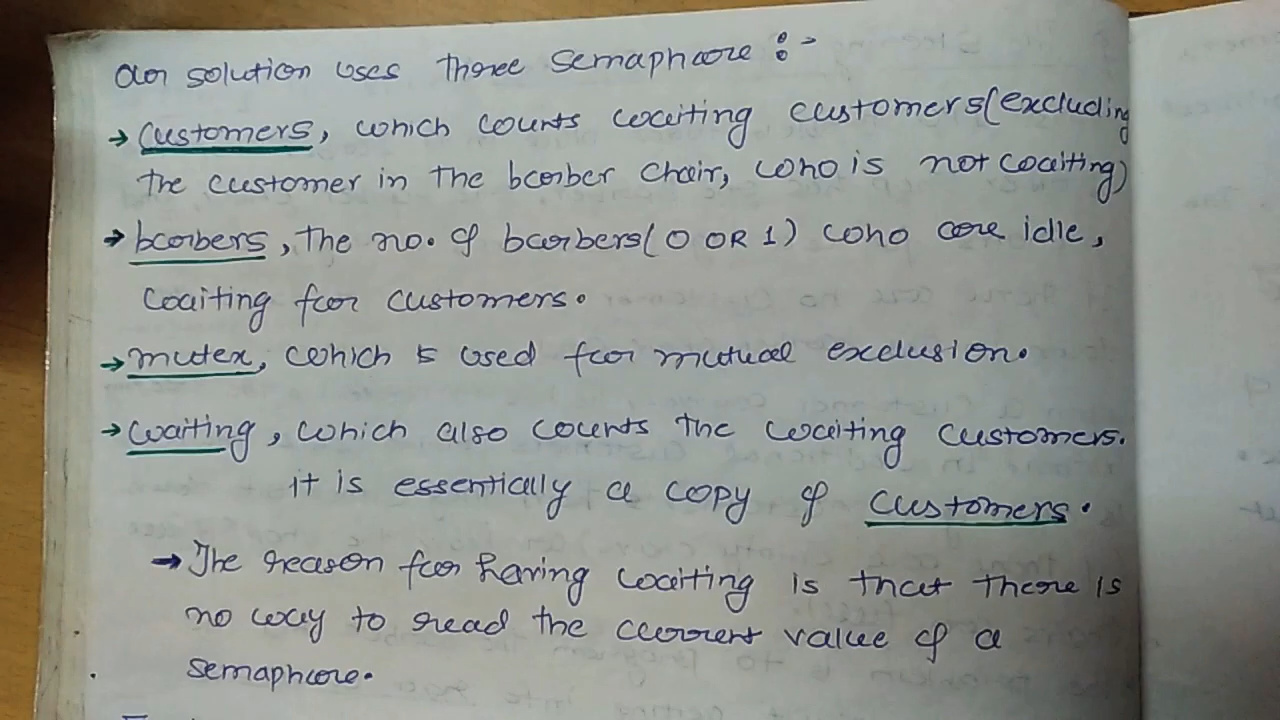 Our solution uses three semaphore :-
→ Customers, which counts waiting customers (excluding
the customer in the barber chair, who is not waiting)
→ barbers, the no. of barbers (0 OR 1) who are idle,
waiting for customers.
→ mutex, which is used for mutual exclusion.
→ waiting, which also counts the waiting customers.
it is essentially a copy of customers.
→ The reason for having waiting is that there is
no way to read the current value of a
semaphore.